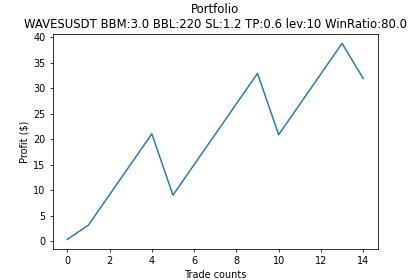 Portfolio
WAVESUSDT BBM:3.0 BBL:220 SL:1.2 TP:0.6 lev:10 WinRatio:80.0
40
35
30
25
20
15
10
5
0
Profit ($)
0 2 4 6 8 10 12 14
Trade counts